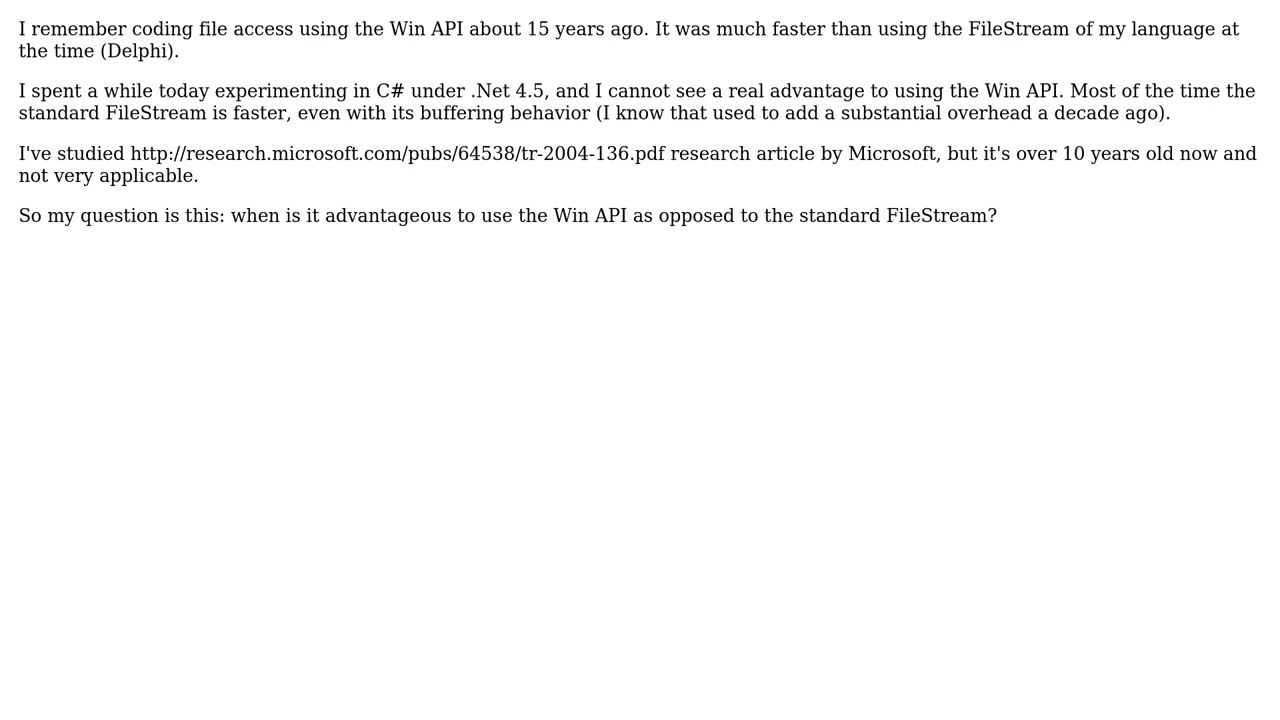 I remember coding file access using the Win API about 15 years ago. It was much faster than using the FileStream of my language at
the time (Delphi).
I spent a while today experimenting in C# under .Net 4.5, and I cannot see a real advantage to using the Win API. Most of the time the
standard FileStream is faster, even with its buffering behavior (I know that used to add a substantial overhead a decade ago).
I've studied http://research.microsoft.com/pubs/64538/tr-2004-136.pdf research article by Microsoft, but it's over 10 years old now and
not very applicable.
So my question is this: when is it advantageous to use the Win API as opposed to the standard FileStream?